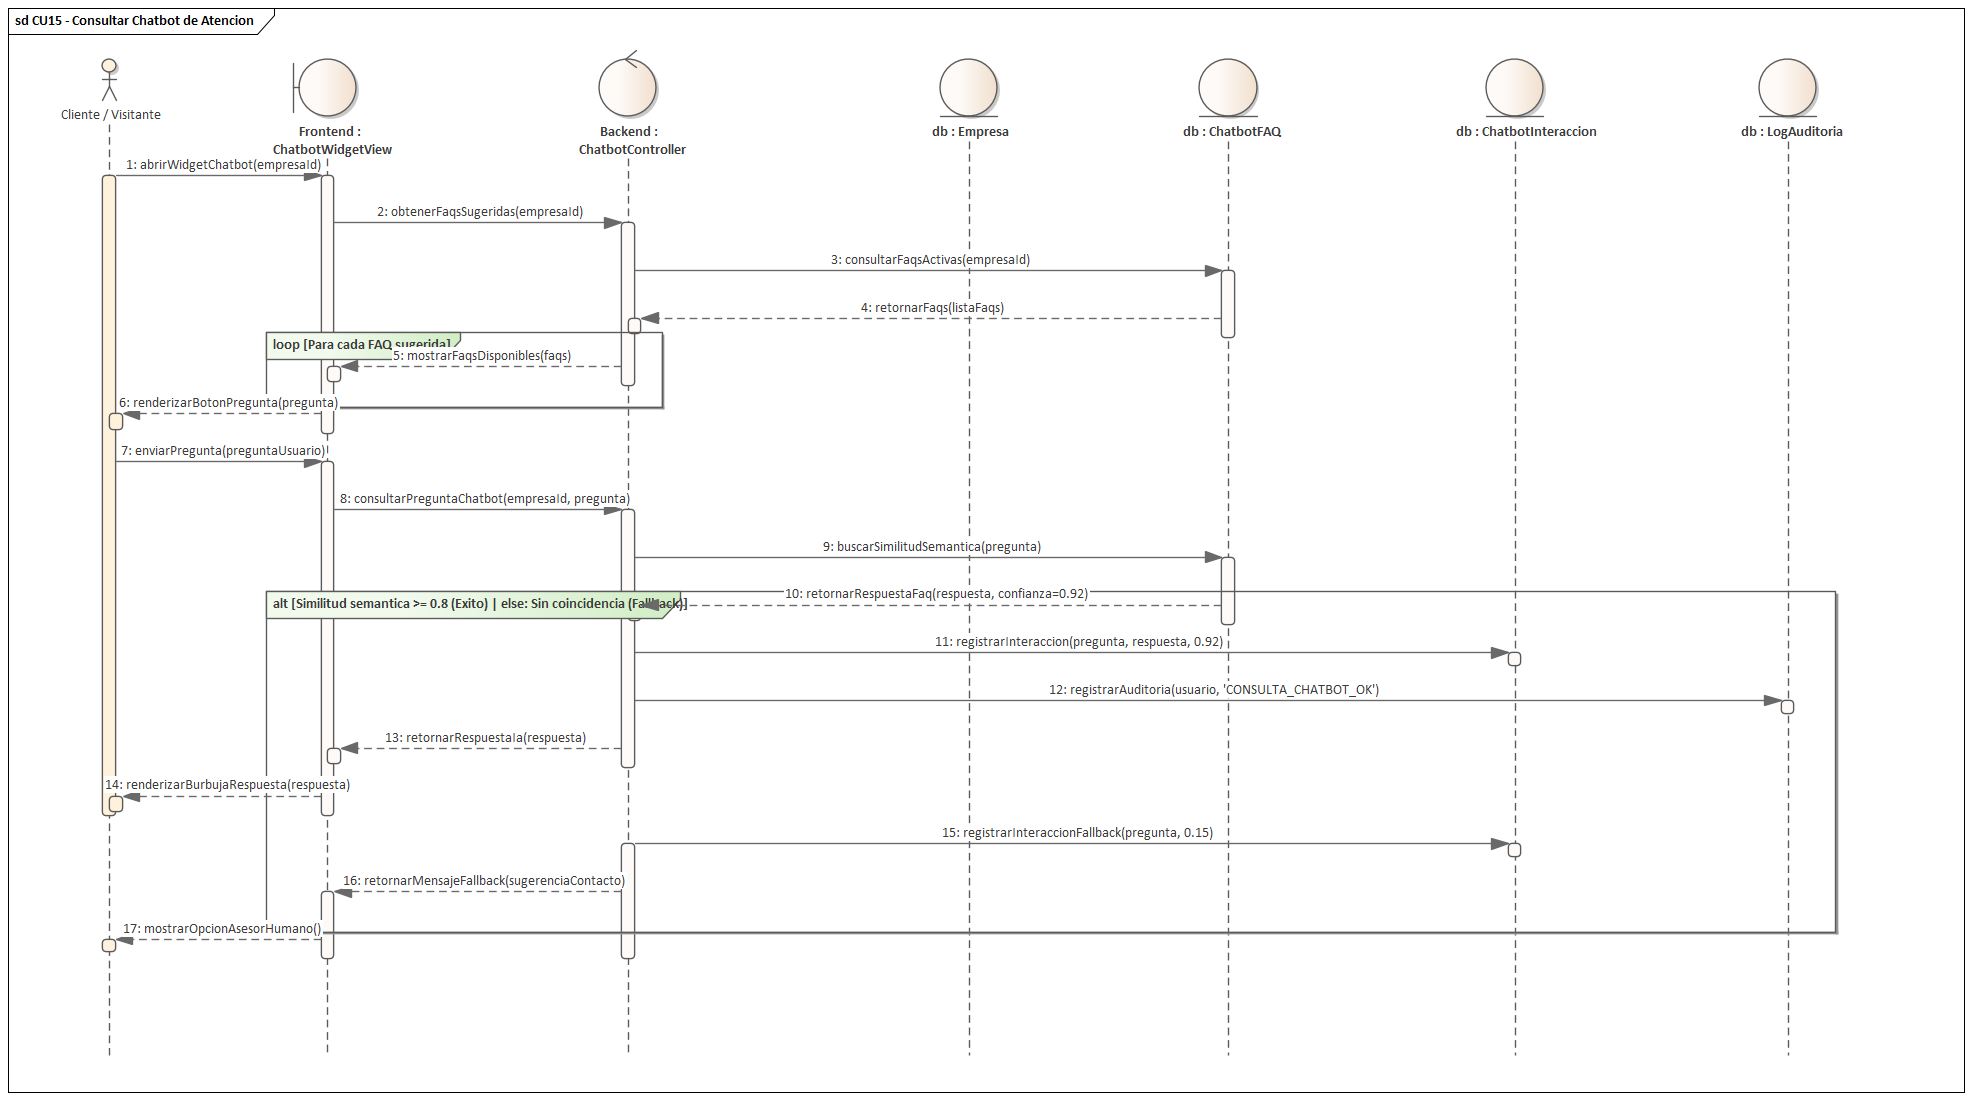 sd CU15 - Consultar Chatbot de Atencion
Cliente / Visitante
Frontend :
ChatbotWidgetView
Backend :
ChatbotController
db : Empresa
db : ChatbotFAQ
db : ChatbotInteraccion
db : LogAuditoria
1: abrirWidgetChatbot(empresaId)
2: obtenerFaqsSugeridas(empresaId)
3: consultarFaqsActivas(empresaId)
4: retornarFaqs(listaFaqs)
loop [Para cada FAQ sugerida]
5: mostrarFaqsDisponibles(faqs)
6: renderizarBotonPregunta(pregunta)
7: enviarPregunta(preguntaUsuario)
8: consultarPreguntaChatbot(empresaId, pregunta)
9: buscarSimilitudSemantica(pregunta)
10: retornarRespuestaFaq(respuesta, confianza=0.92)
alt [Similitud semantica >= 0.8 (Exito) | else: Sin coincidencia (Fallback)]
11: registrarInteraccion(pregunta, respuesta, 0.92)
12: registrarAuditoria(usuario, 'CONSULTA_CHATBOT_OK')
13: retornarRespuestaIa(respuesta)
14: renderizarBurbujaRespuesta(respuesta)
15: registrarInteraccionFallback(pregunta, 0.15)
16: retornarMensajeFallback(sugerenciaContacto)
17: mostrarOpcionAsesorHumano()